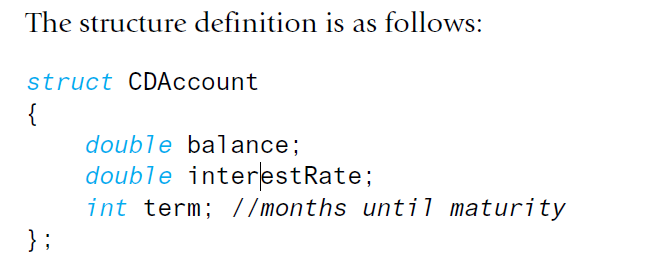 The structure definition is as follows:
struct CDAccount
{
    double balance;
    double interestRate;
    int term; //months until maturity
};